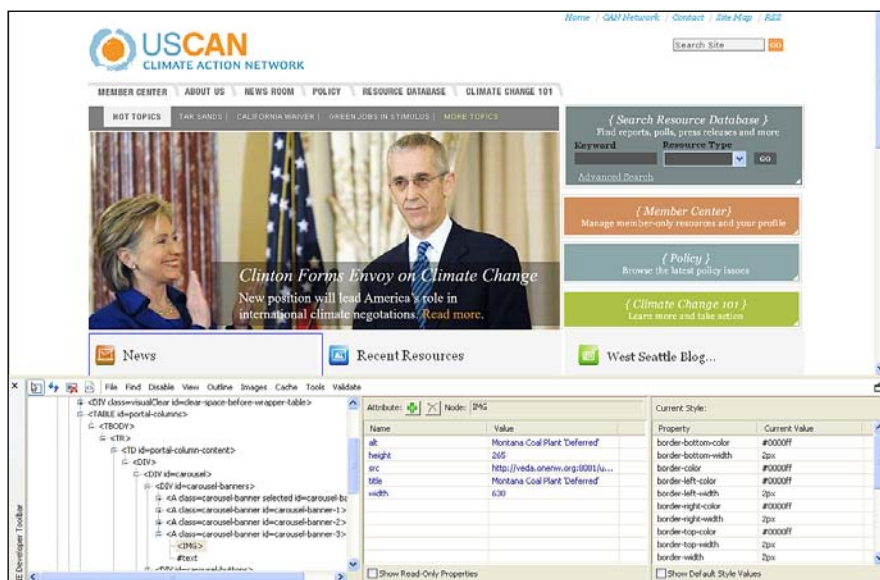 Home / CAN Network / Contact / Site Map / RSS
USCAN
CLIMATE ACTION NETWORK
Search Site GO
MEMBER CENTER ABOUT US NEWS ROOM POLICY RESOURCE DATABASE CLIMATE CHANGE 101
HOT TOPICS TAR SANDS | CALIFORNIA WAIVER | GREEN JOBS IN STIMULUS | MORE TOPICS
{ Search Resource Database }
Find reports, polls, press releases and more
Keyword Resource Type
GO
Advanced Search
{ Member Center}
Manage member-only resources and your profile
{ Policy }
Browse the latest policy issues
{ Climate Change 101 }
Learn more and take action
Clinton Forms Envoy on Climate Change
New position will lead America's role in
international climate negotations. Read more.
News
Recent Resources
West Seattle Blog...
File Find Disable View Outline Images Cache Tools Validate
<DIV class=visualClear id=clear-space-before-wrapper-table>
<TABLE id=portal-columns>
<TBODY>
<TR>
<TD id=portal-column-content>
<DIV>
<DIV id=carousel>
<DIV id=carousel-banners>
<A class=carousel-banner selected id=carousel-ba
<A class=carousel-banner id=carousel-banner-1>
<A class=carousel-banner id=carousel-banner-2>
<A class=carousel-banner id=carousel-banner-3>
<IMG>
#text
<DIV id=carousel-buttons>
IE Developer Toolbar
Attribute: Node: IMG
Name Value
alt Montana Coal Plant 'Deferred'
height 265
src http://veda.onenw.org:8001/u...
title Montana Coal Plant 'Deferred'
width 630
Show Read-Only Properties
Current Style:
Property Current Value
border-bottom-color #0000ff
border-bottom-width 2px
border-color #0000ff
border-left-color #0000ff
border-left-width 2px
border-right-color #0000ff
border-right-width 2px
border-top-color #0000ff
border-top-width 2px
border-width 2px
Show Default Style Values